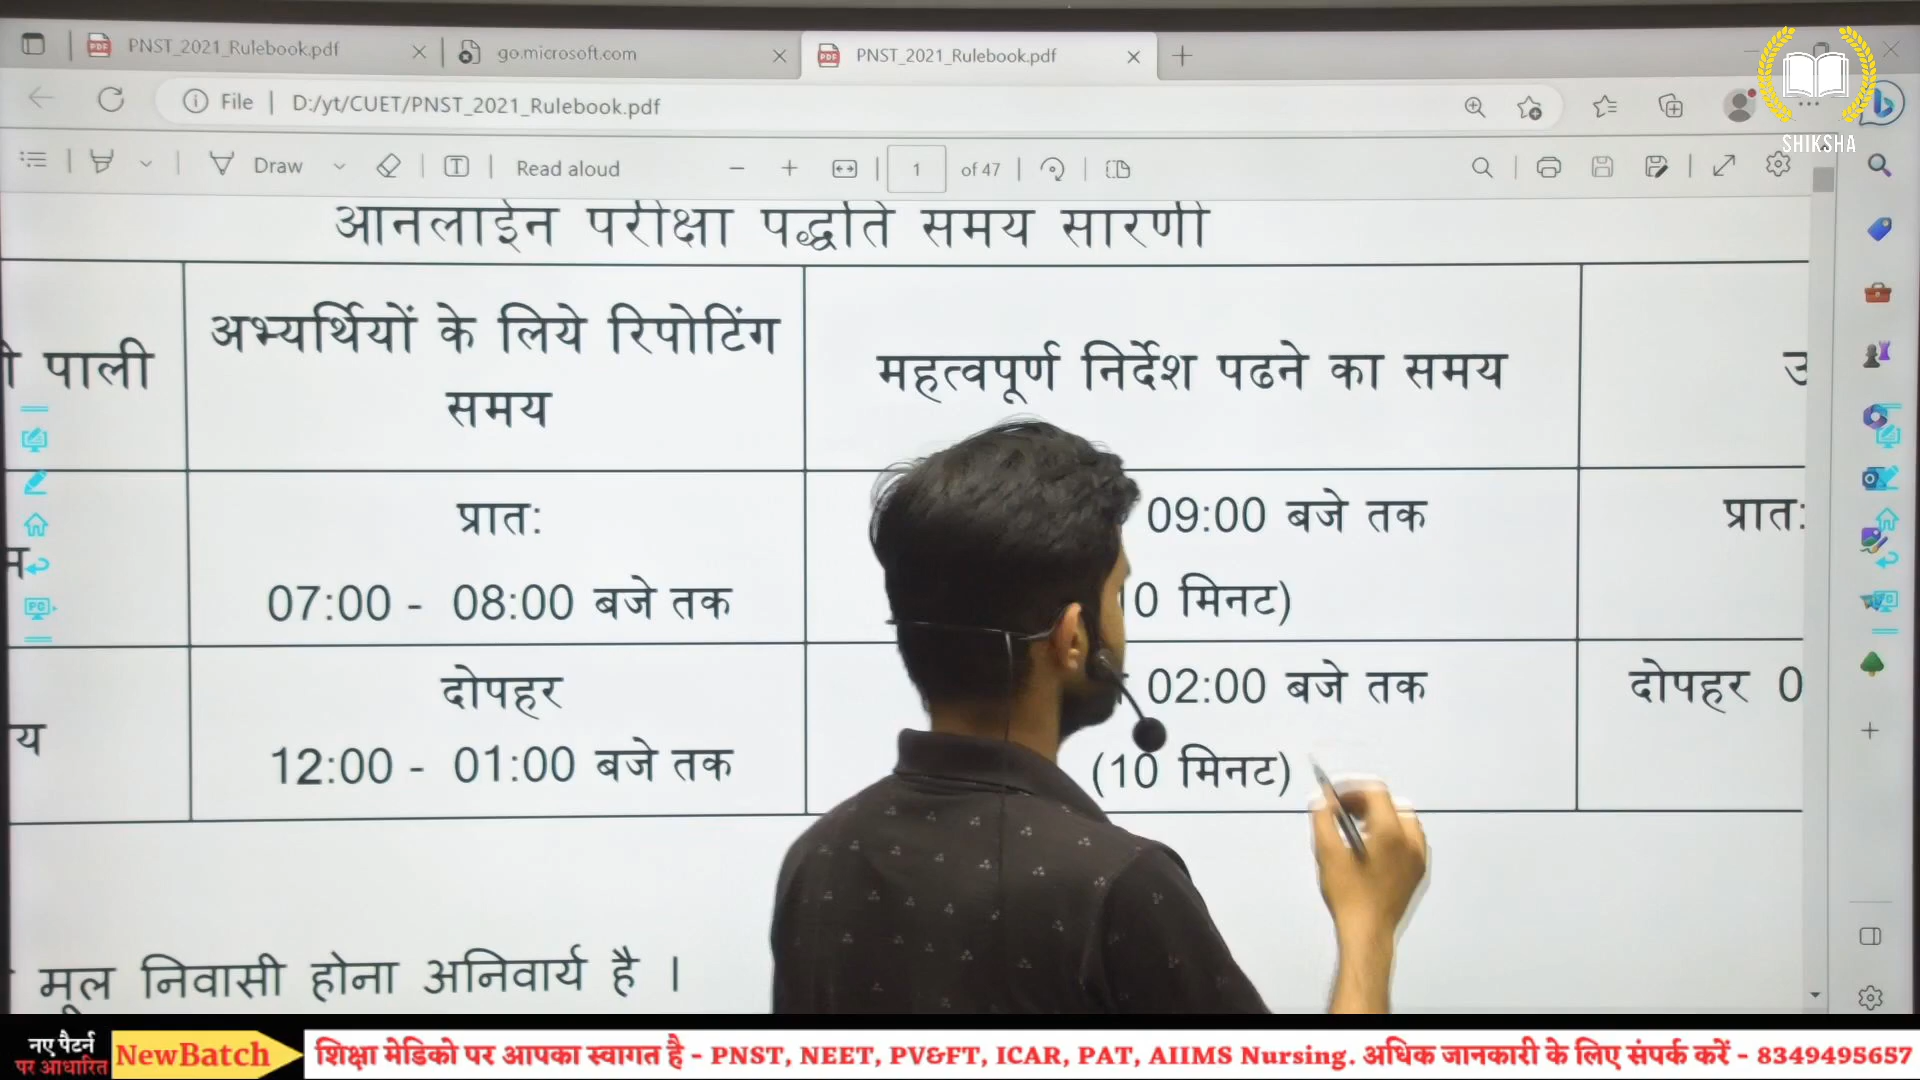 PNST_2021_Rulebook.pdf
go.microsoft.com
PNST_2021_Rulebook.pdf
File
D:/yt/CUET/PNST_2021_Rulebook.pdf
SHIKSHA
Draw
Read aloud
1 of 47
आनलाईन परीक्षा पद्धति समय सारणी
पाली
अभ्यर्थियों के लिये रिपोटिंग
समय
महत्वपूर्ण निर्देश पढने का समय
प्रातः
07:00 - 08:00 बजे तक
09:00 बजे तक
0 मिनट)
प्रातः
य
दोपहर
12:00 - 01:00 बजे तक
02:00 बजे तक
(10 मिनट)
दोपहर 0
मूल निवासी होना अनिवार्य है ।
नए पैटर्न
पर आधारित
NewBatch
शिक्षा मेडिको पर आपका स्वागत है - PNST, NEET, PV&FT, ICAR, PAT, AIIMS Nursing. अधिक जानकारी के लिए संपर्क करें - 8349495657